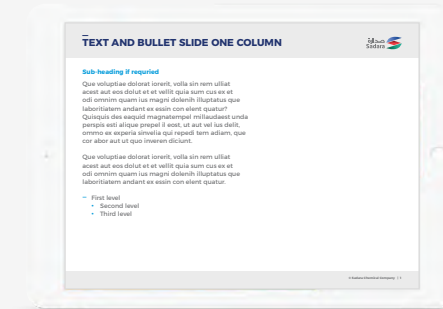 TEXT AND BULLET SLIDE ONE COLUMN
صدارة
Sadara
Sub-heading if requried
Que voluptiae dolorat iorerit, volla sin rem ulliat
acest aut eos dolut et et vellit quia sum cus ex et
odi omnim quam ius magni dolenih illuptatus que
laboritiatem andant ex essin con elent quatur?
Quisquis des eaquid magnatempel millaudaest unda
perspis esti alique prepel il eost, ut aut vel ius delit,
ommo ex experia sinvelia qui repedi tem adiam, que
cor abor aut ut quo inveren diciunt.
Que voluptiae dolorat iorerit, volla sin rem ulliat
acest aut eos dolut et et vellit quia sum cus ex et
odi omnim quam ius magni dolenih illuptatus que
laboritiatem andant ex essin con elent quatur.
– First level
• Second level
• Third level
© Sadara Chemical Company | 1